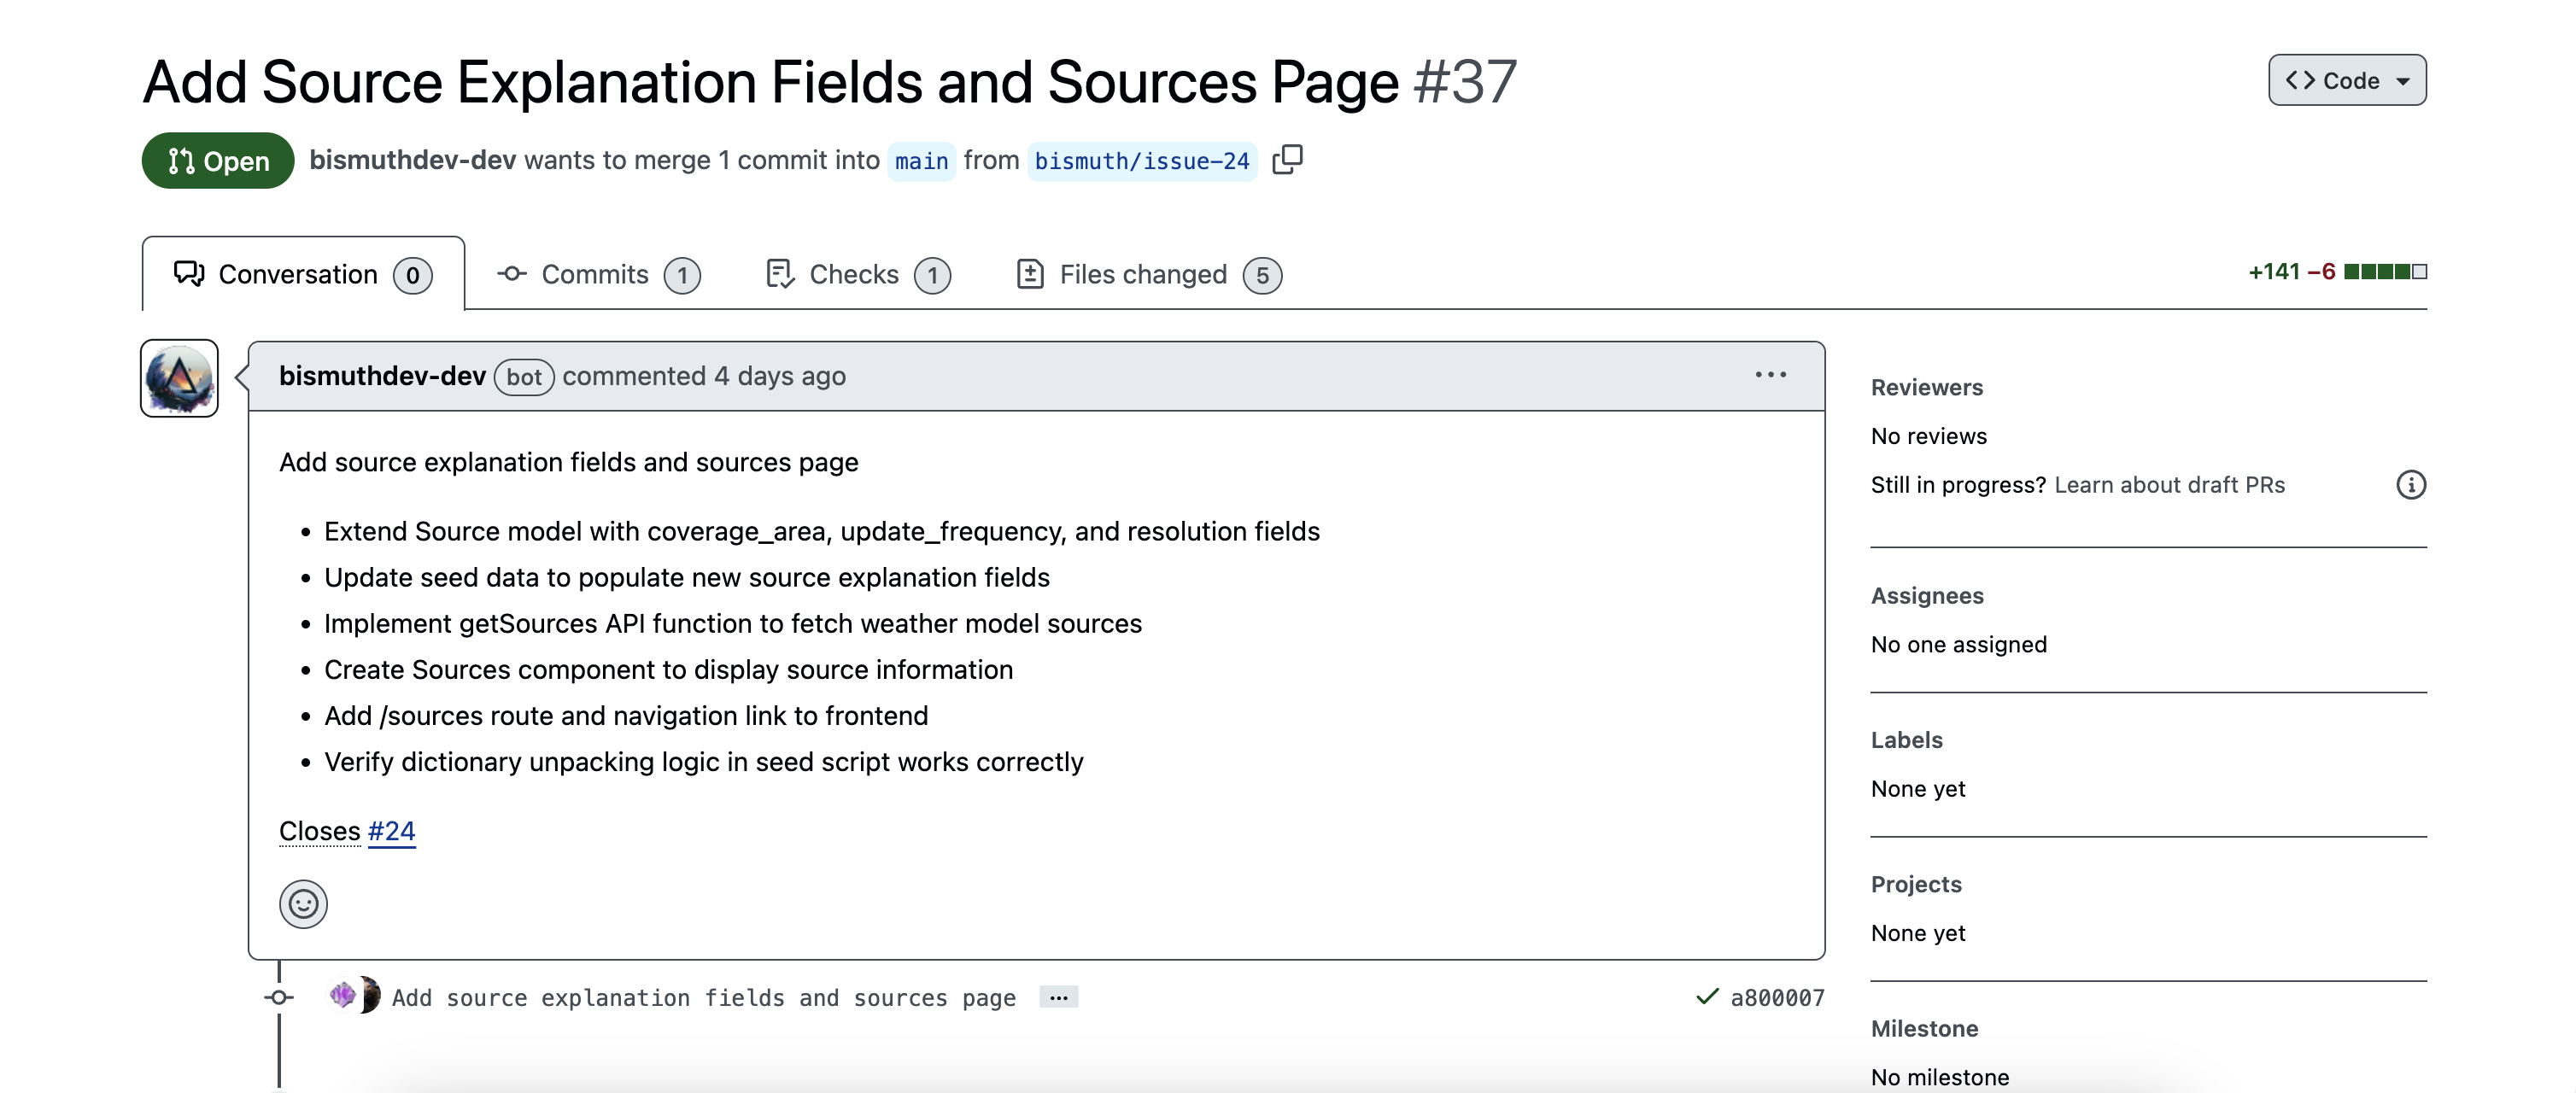 Add Source Explanation Fields and Sources Page #37
<> Code
Open
bismuthdev-dev wants to merge 1 commit into main from bismuth/issue-24
Conversation 0
Commits 1
Checks 1
Files changed 5
+141 −6
bismuthdev-dev bot commented 4 days ago
Add source explanation fields and sources page
• Extend Source model with coverage_area, update_frequency, and resolution fields
• Update seed data to populate new source explanation fields
• Implement getSources API function to fetch weather model sources
• Create Sources component to display source information
• Add /sources route and navigation link to frontend
• Verify dictionary unpacking logic in seed script works correctly
Closes #24
Add source explanation fields and sources page ...
a800007
Reviewers
No reviews
Still in progress? Learn about draft PRs
Assignees
No one assigned
Labels
None yet
Projects
None yet
Milestone
No milestone